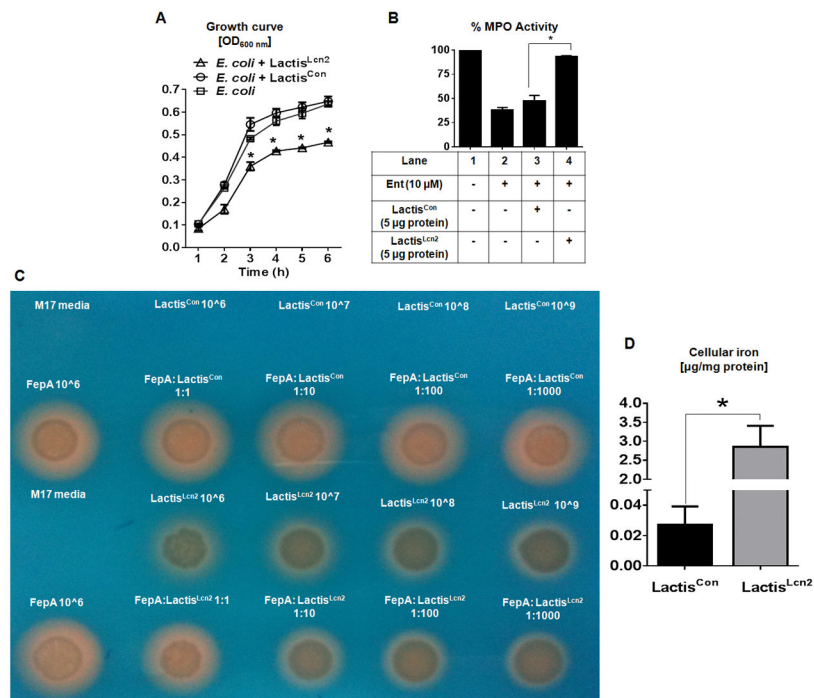 A
Growth curve
[OD600 nm]
E. coli + LactisLcn2
E. coli + LactisCon
E. coli
0.7
0.6
0.5
0.4
0.3
0.2
0.1
0.0
* * * *
1 2 3 4 5 6
Time (h)
B
% MPO Activity
*
100
75
50
25
0
Lane 1 2 3 4
Ent (10 µM) - + + +
LactisCon
(5 µg protein) - - + -
LactisLcn2
(5 µg protein) - - - +
C
M17 media LactisCon 10^6 LactisCon 10^7 LactisCon 10^8 LactisCon 10^9
FepA 10^6 FepA: LactisCon FepA: LactisCon FepA: LactisCon FepA: LactisCon
1:1 1:10 1:100 1:1000
M17 media LactisLcn2 10^6 LactisLcn2 10^7 LactisLcn2 10^8 LactisLcn2 10^9
FepA 10^6 FepA:LactisLcn2 1:1 FepA: LactisLcn2 FepA: LactisLcn2 FepA: LactisLcn2
1:10 1:100 1:1000
D
Cellular iron
[µg/mg protein]
*
4.0
3.5
3.0
2.5
2.0
0.04
0.02
0.00
LactisCon LactisLcn2